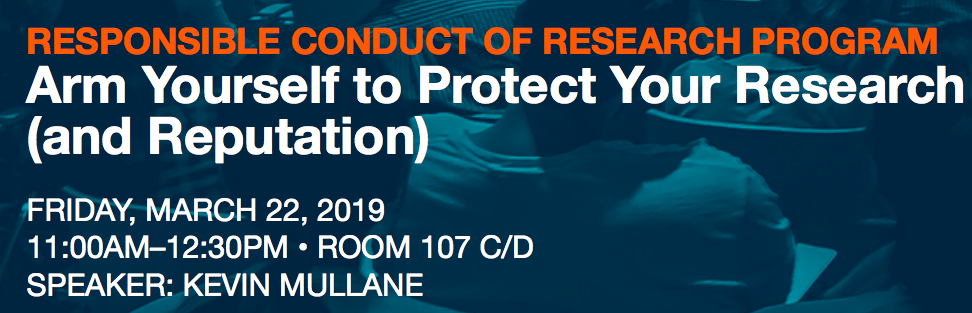 RESPONSIBLE CONDUCT OF RESEARCH PROGRAM
Arm Yourself to Protect Your Research
(and Reputation)
FRIDAY, MARCH 22, 2019
11:00AM–12:30PM • ROOM 107 C/D
SPEAKER: KEVIN MULLANE